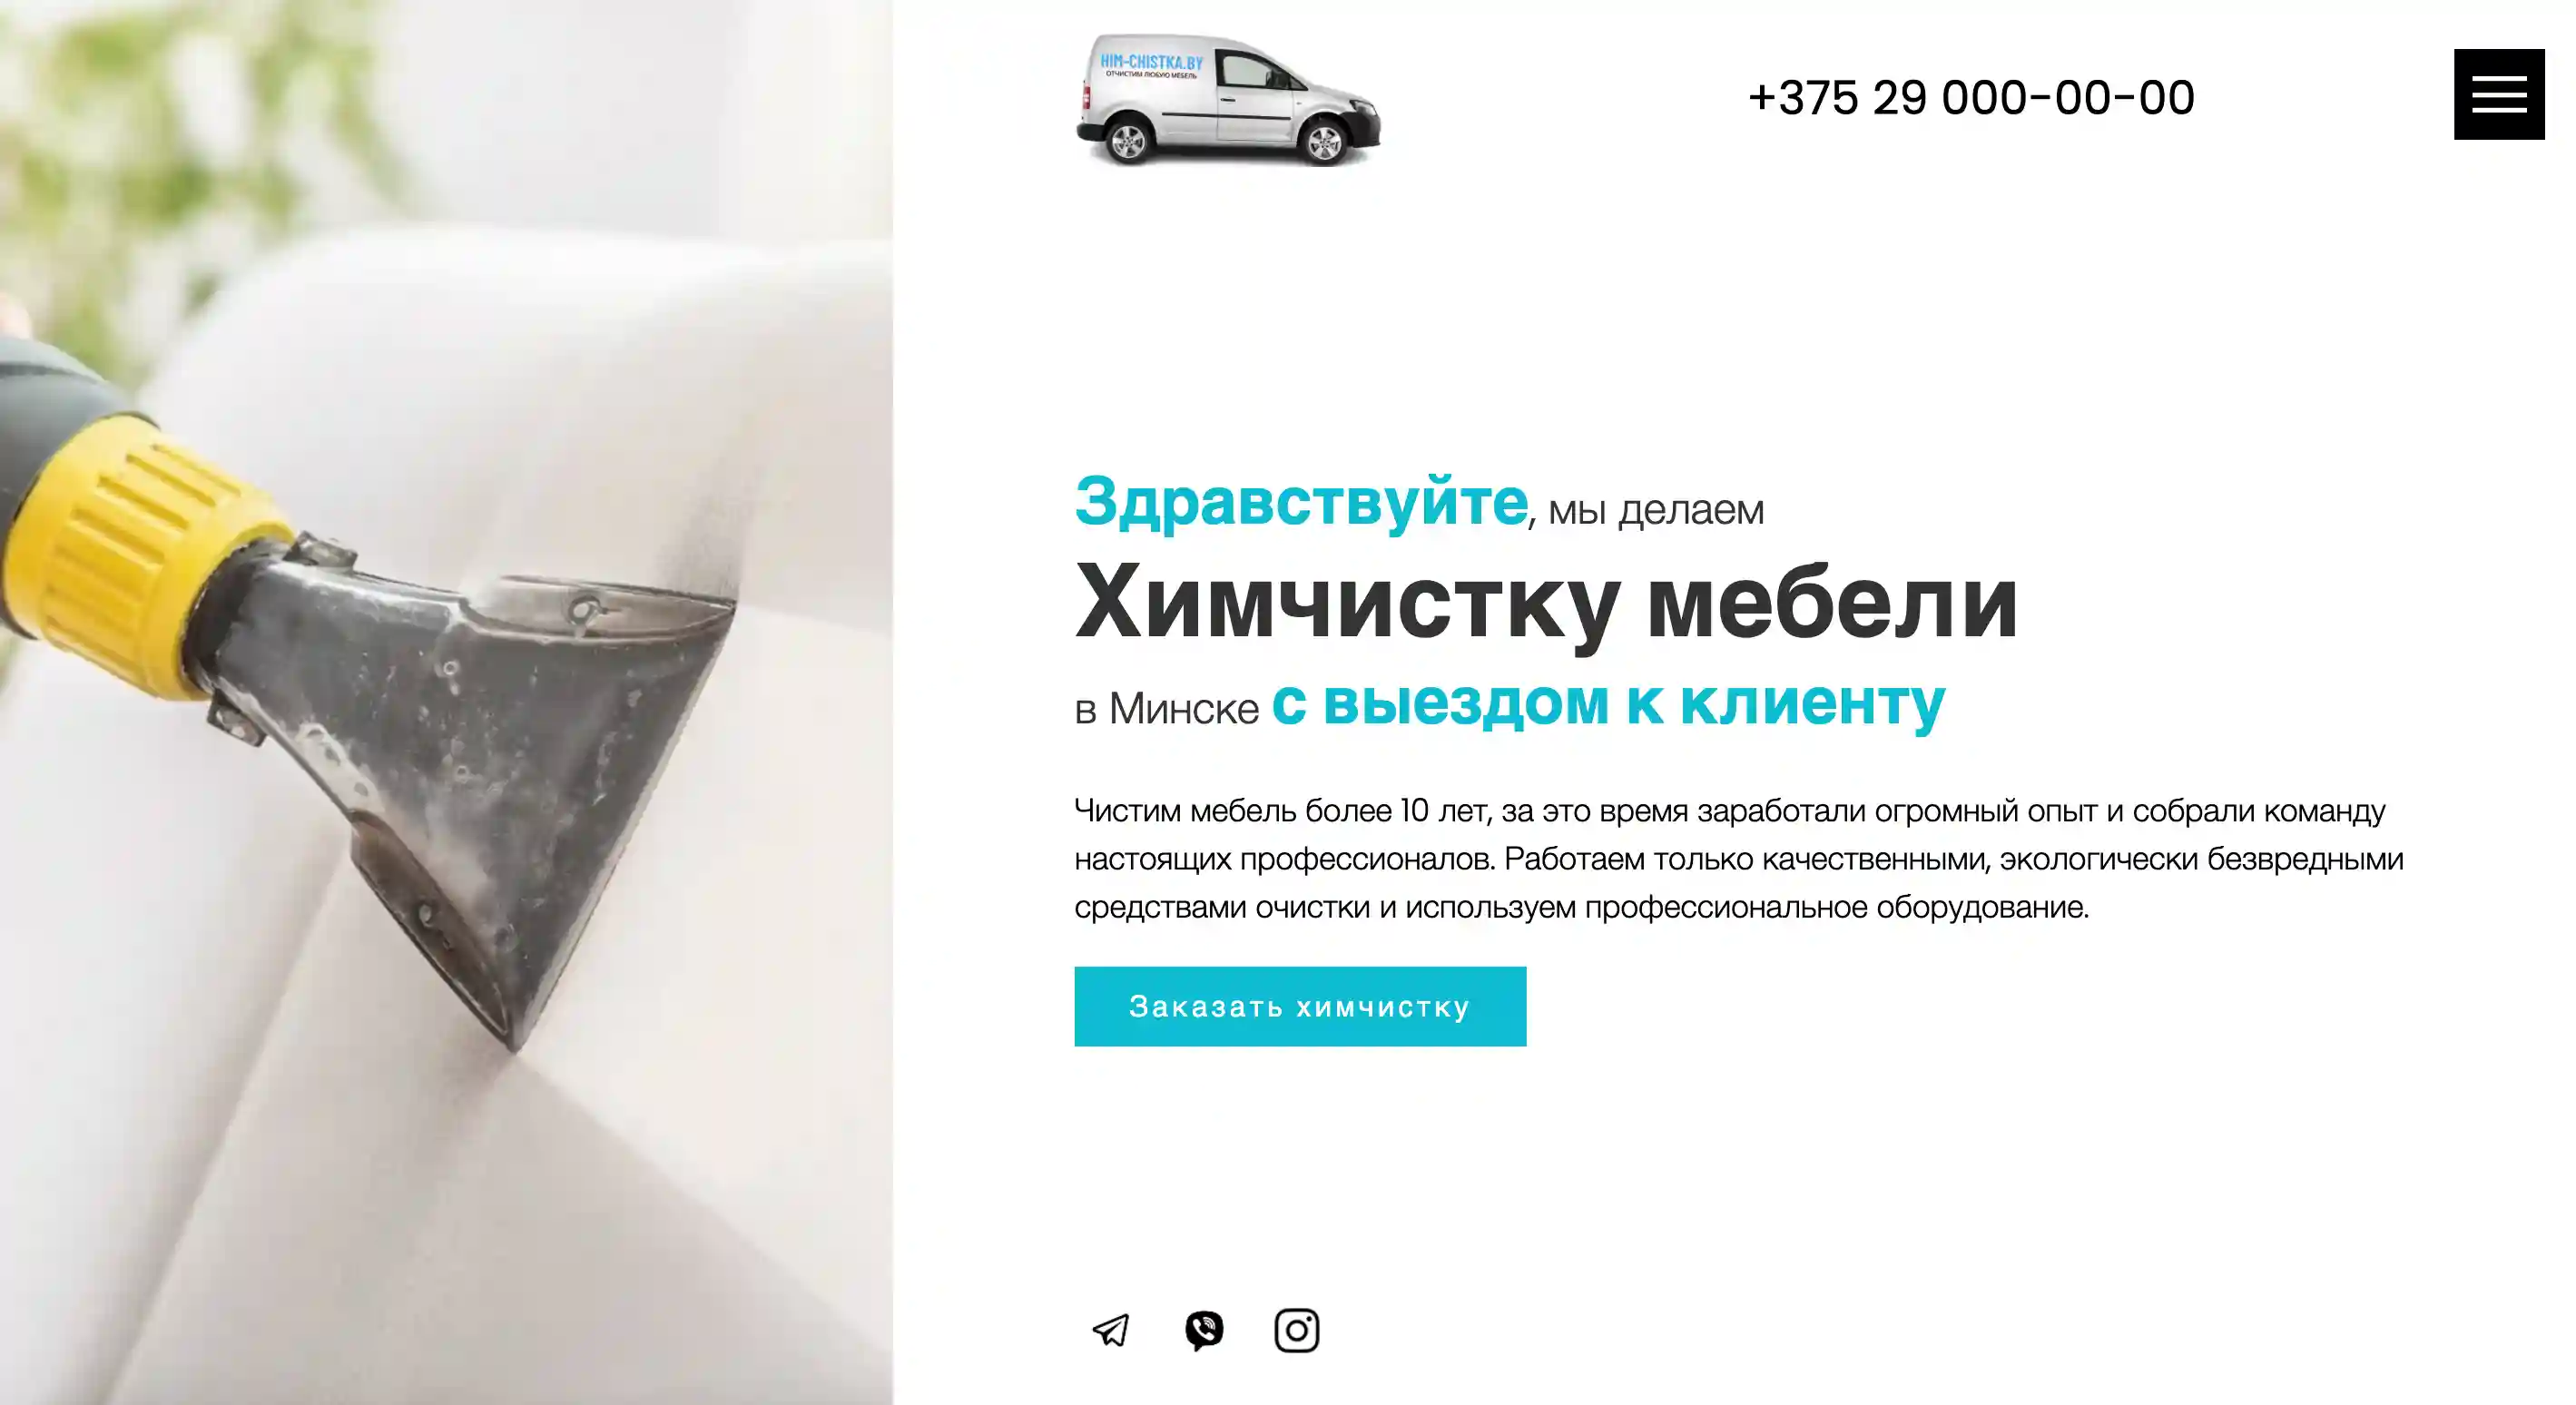 HIM-CHISTKA.BY
ОТЧИСТИМ ЛЮБУЮ МЕБЕЛЬ
+375 29 000-00-00
Здравствуйте, мы делаем
Химчистку мебели
в Минске с выездом к клиенту
Чистим мебель более 10 лет, за это время заработали огромный опыт и собрали команду
настоящих профессионалов. Работаем только качественными, экологически безвредными
средствами очистки и используем профессиональное оборудование.
Заказать химчистку